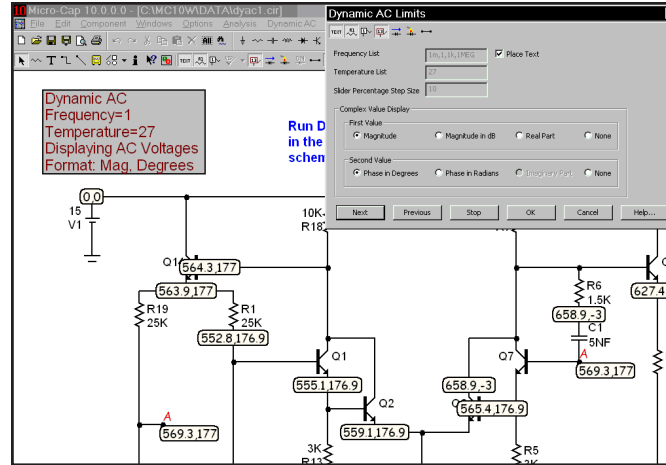 Micro-Cap 10.0.0.0 - [C:\MC10W\DATA\dyac1.cir]
File Edit Component Windows Options Analysis Dynamic AC
Dynamic AC Limits
TEXT
Frequency List 1m,1,1k,1MEG Place Text
Temperature List 27
Slider Percentage Step Size 10
Complex Value Display
First Value
Magnitude Magnitude in dB Real Part None
Second Value
Phase in Degrees Phase in Radians Imaginary Part None
Next Previous Stop OK Cancel Help...
TEXT
Dynamic AC
Frequency=1
Temperature=27
Displaying AC Voltages
Format: Mag, Degrees
Run D
in the
schem
0,0
15
V1
10K
R18
564.3,177
563.9,177
R19
25K
R1
25K
552.8,176.9
Q1
555.1,176.9
Q2
559.1,176.9
A
569.3,177
3K
R13
658.9,-3
565.4,176.9
Q7
R5
3K
R6
1.5K
658.9,-3
C1
5NF
A
569.3,177
627.4